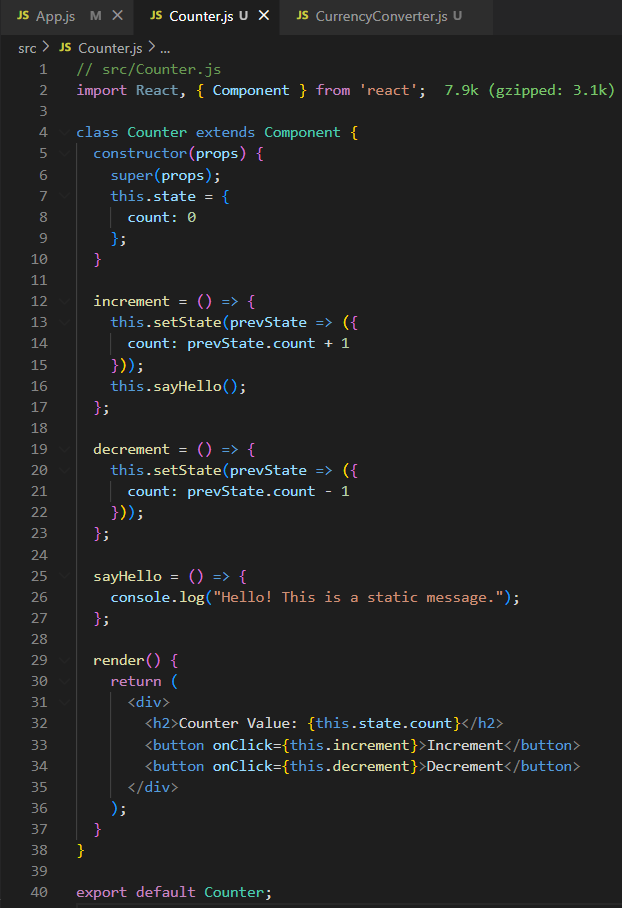 JS App.js M JS Counter.js U JS CurrencyConverter.js U
src > JS Counter.js > ...
1 // src/Counter.js
2 import React, { Component } from 'react'; 7.9k (gzipped: 3.1k)
3
4 class Counter extends Component {
5   constructor(props) {
6     super(props);
7     this.state = {
8       count: 0
9     };
10   }
11
12   increment = () => {
13     this.setState(prevState => ({
14       count: prevState.count + 1
15     }));
16     this.sayHello();
17   };
18
19   decrement = () => {
20     this.setState(prevState => ({
21       count: prevState.count - 1
22     }));
23   };
24
25   sayHello = () => {
26     console.log("Hello! This is a static message.");
27   };
28
29   render() {
30     return (
31       <div>
32         <h2>Counter Value: {this.state.count}</h2>
33         <button onClick={this.increment}>Increment</button>
34         <button onClick={this.decrement}>Decrement</button>
35       </div>
36     );
37   }
38 }
39
40 export default Counter;